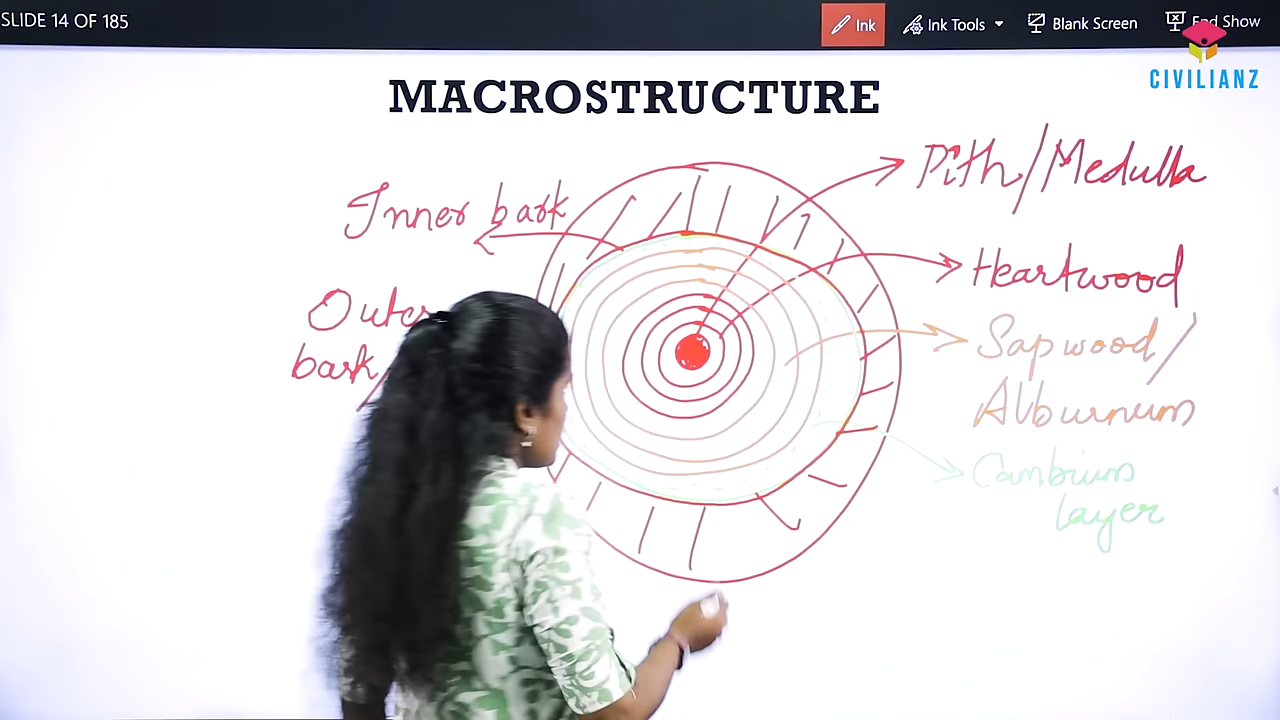 SLIDE 14 OF 185
Ink
Ink Tools
Blank Screen
End Show
CIVILIANZ
MACROSTRUCTURE
Pith/Medulla
Inner bark
Heartwood
Outer
bark/
Sapwood/
Alburnum
Cambium
layer